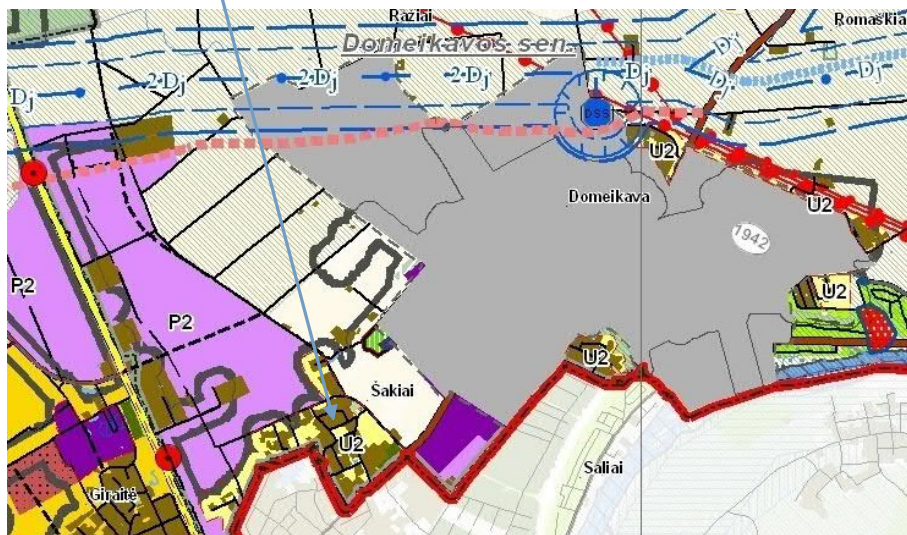 Ražiai
Romaškiai
Domeikavos sen.
Dj
Dj
Dj
2 Dj
2 Dj
2 Dj
Dj
Dj
DSS
U2
Domeikava
U2
1942
P2
U2
P2
U2
Šakiai
U2
Saliai
Giraitė